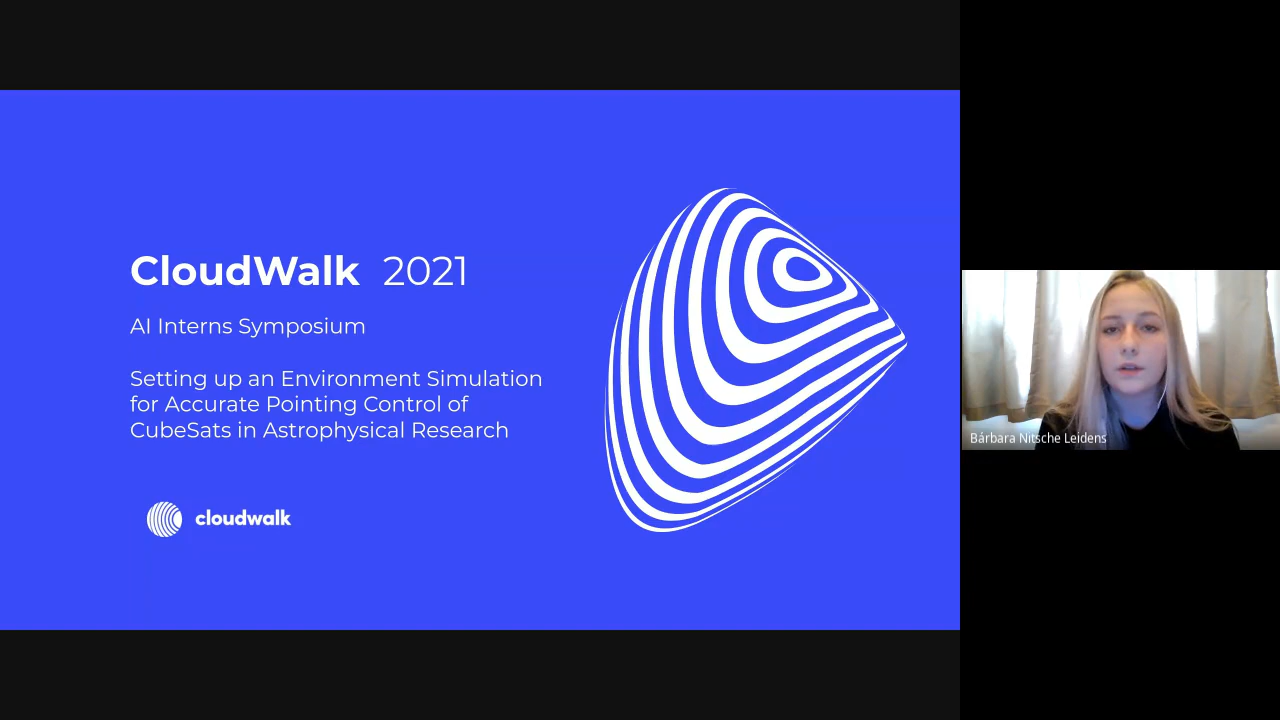 CloudWalk 2021
AI Interns Symposium
Setting up an Environment Simulation
for Accurate Pointing Control of
CubeSats in Astrophysical Research
cloudwalk
Bárbara Nitsche Leidens